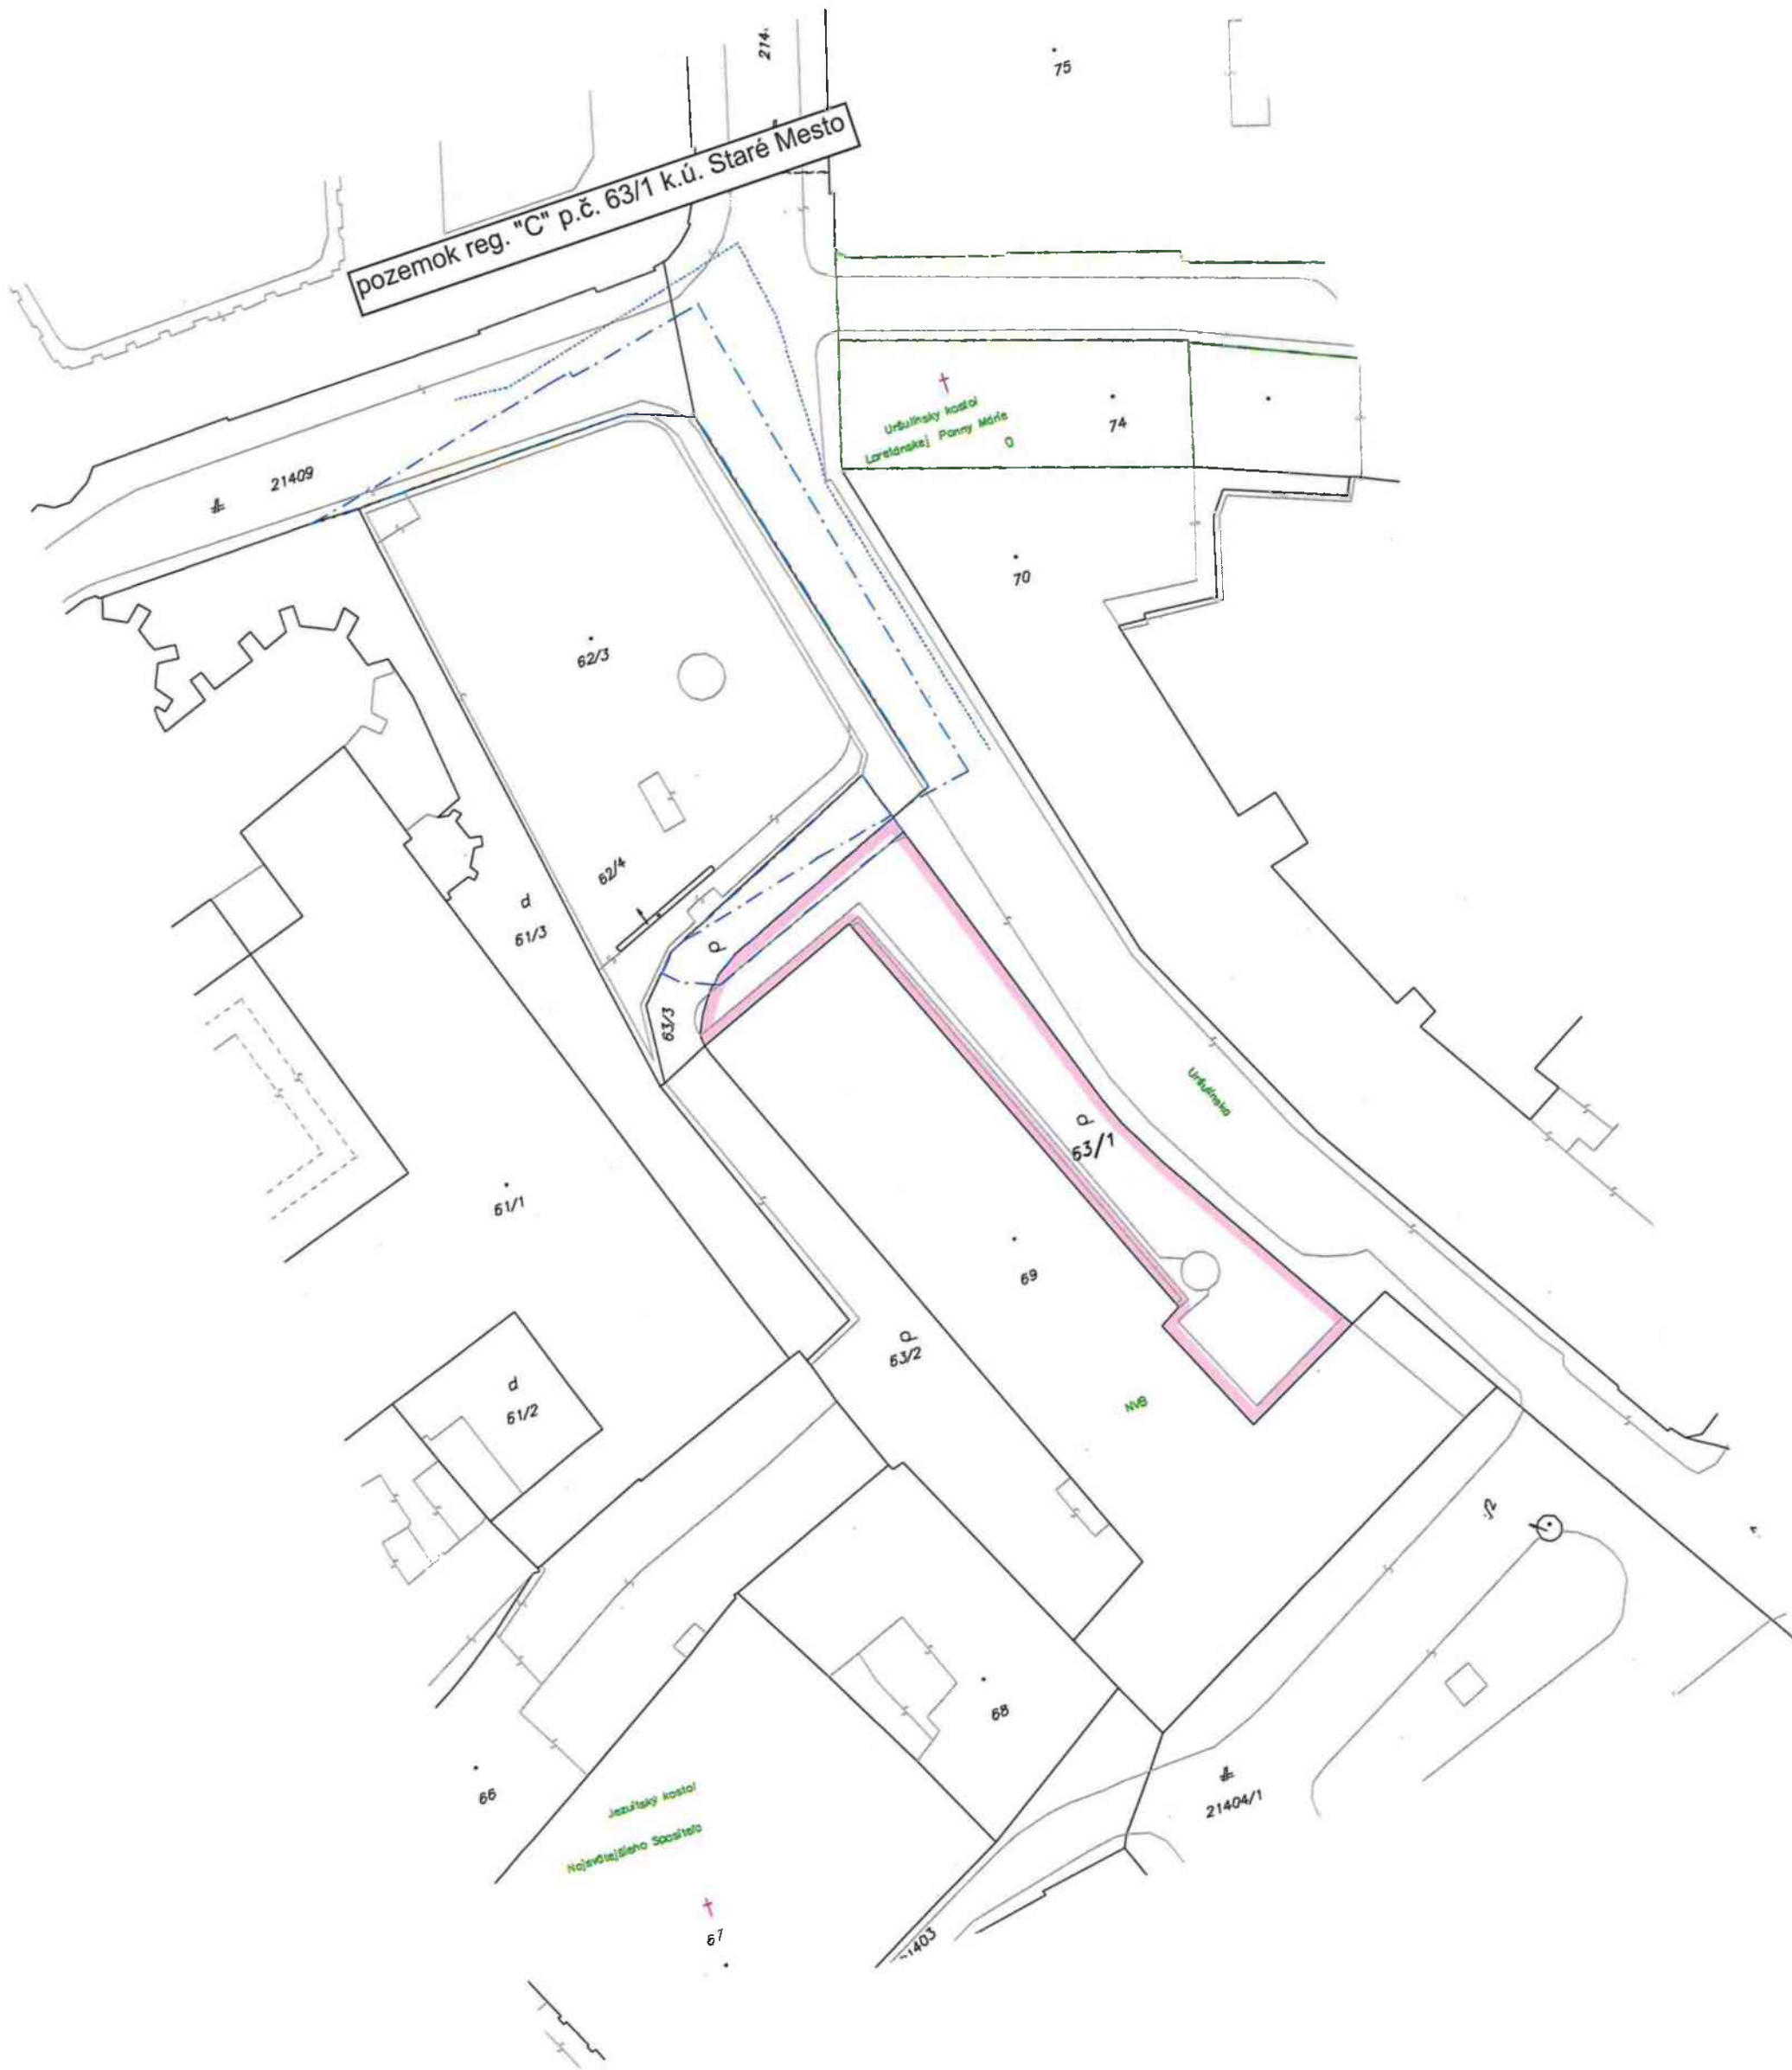 214
75
pozemok reg. "C" p.č. 63/1 k.ú. Staré Mesto
Uršulínsky kostol
Loretánskej Panny Márie
74
21409
70
62/3
62/4
d
61/3
63/3
Uršulínska
63/1
61/1
69
63/2
d
61/2
NVB
68
66
21404/1
Jezuitský kostol
Najsvätejšieho Spasiteľa
67
1403